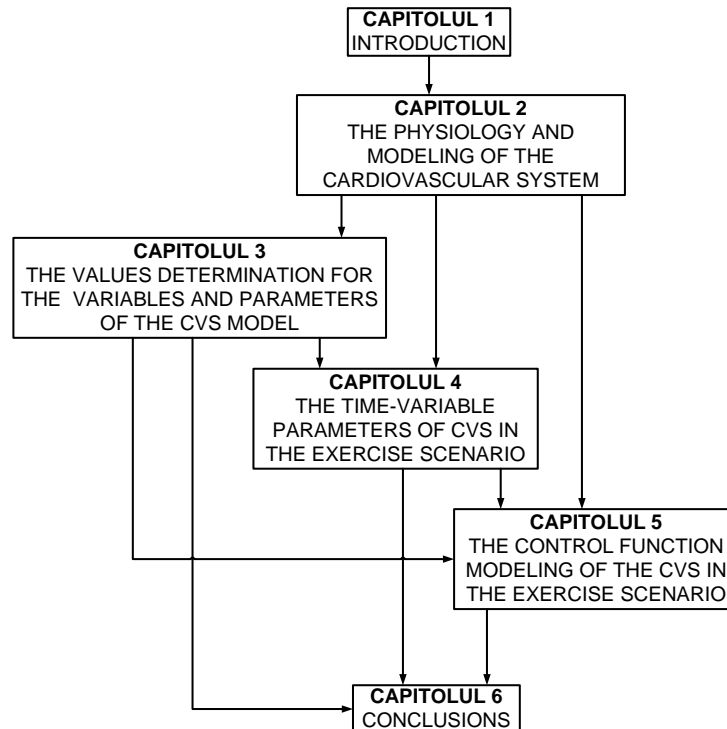 CAPITOLUL 1
INTRODUCTION
CAPITOLUL 2
THE PHYSIOLOGY AND
MODELING OF THE
CARDIOVASCULAR SYSTEM
CAPITOLUL 3
THE VALUES DETERMINATION FOR
THE VARIABLES AND PARAMETERS
OF THE CVS MODEL
CAPITOLUL 4
THE TIME-VARIABLE
PARAMETERS OF CVS IN
THE EXERCISE SCENARIO
CAPITOLUL 5
THE CONTROL FUNCTION
MODELING OF THE CVS IN
THE EXERCISE SCENARIO
CAPITOLUL 6
CONCLUSIONS